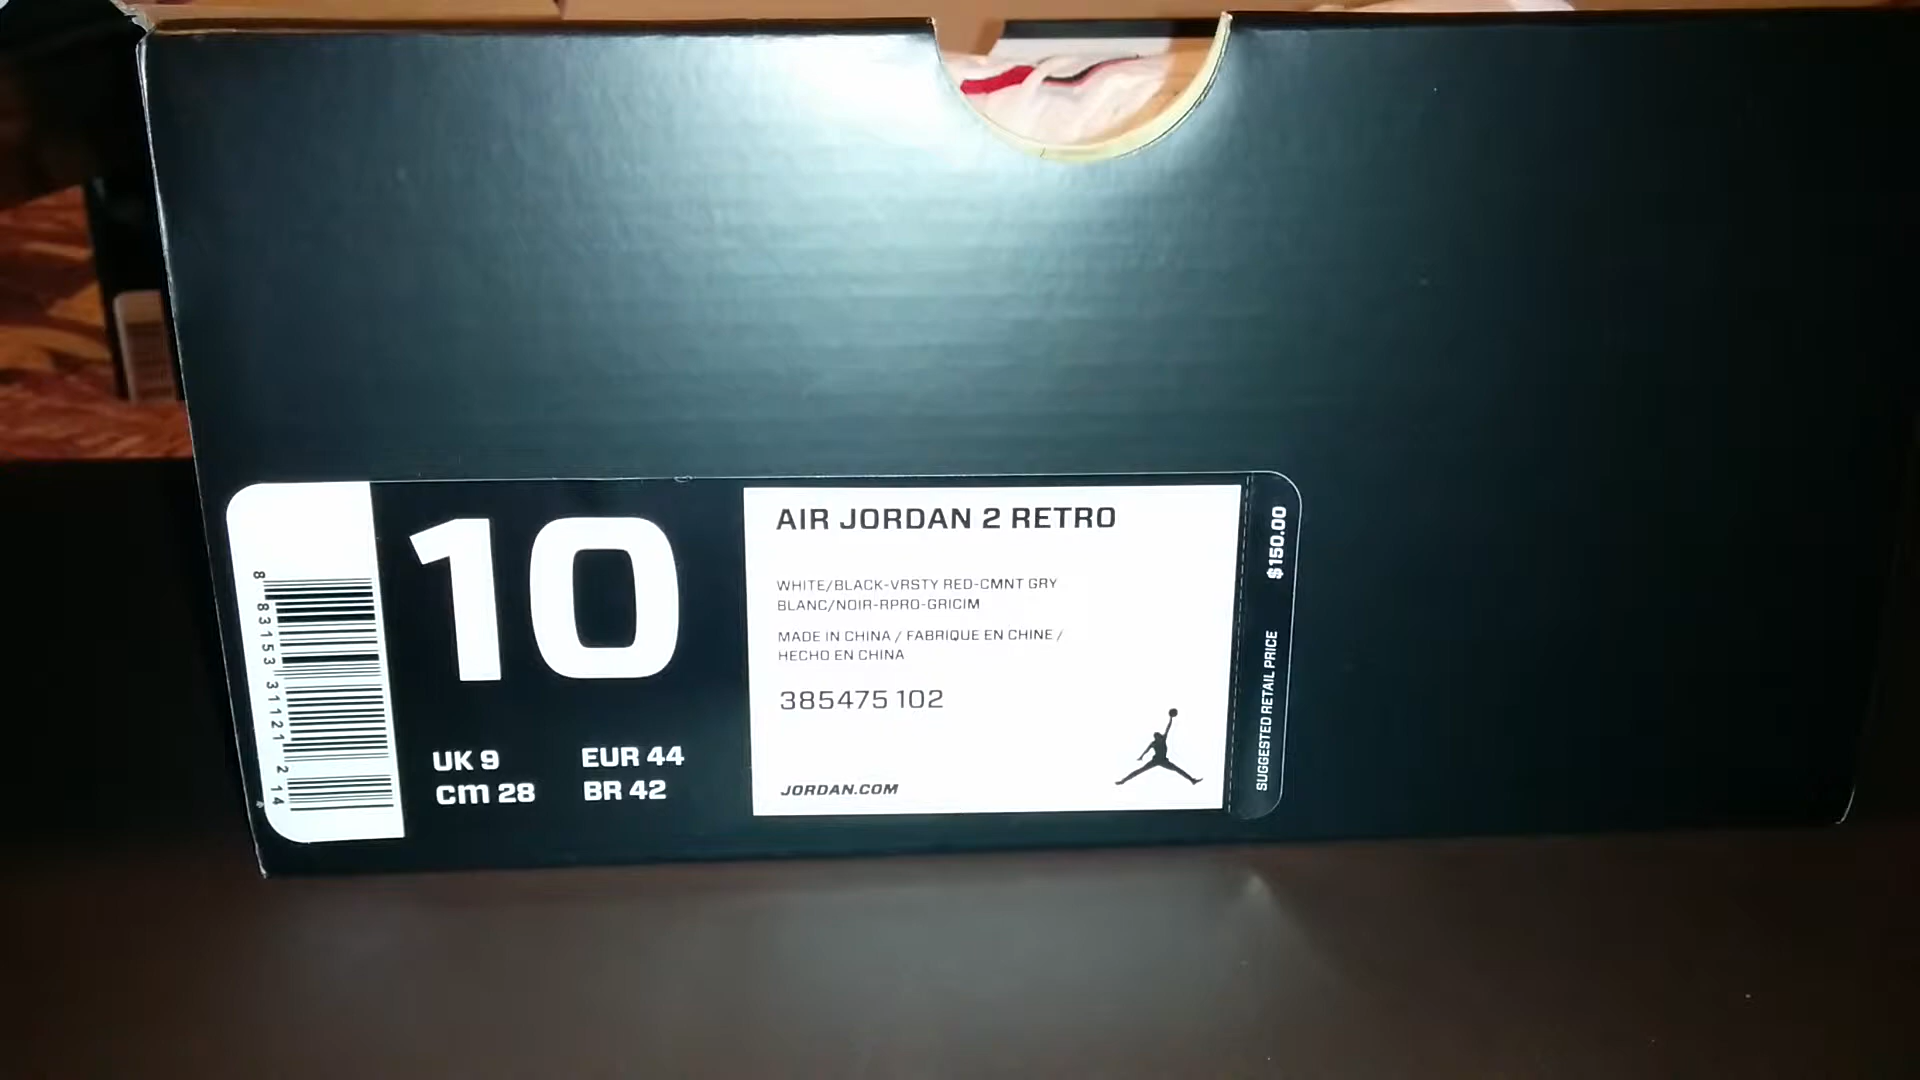 8 83153 31121 2 14
10
UK 9 EUR 44
cm 28 BR 42
AIR JORDAN 2 RETRO
WHITE/BLACK-VRSTY RED-CMNT GRY
BLANC/NOIR-RPRO-GRICIM
MADE IN CHINA / FABRIQUE EN CHINE /
HECHO EN CHINA
385475 102
JORDAN.COM
SUGGESTED RETAIL PRICE $150.00